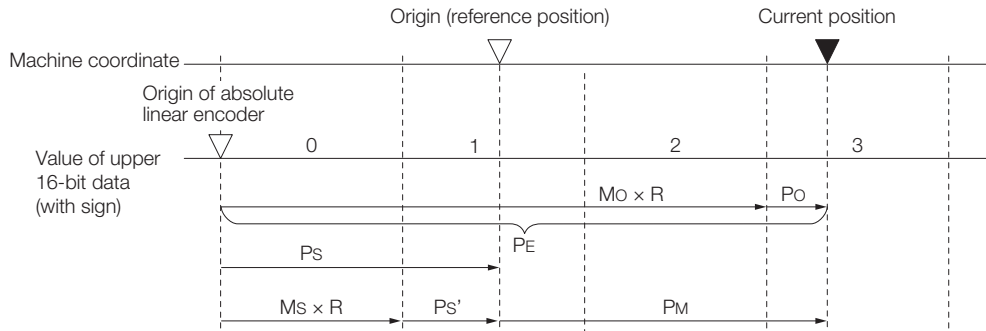 Origin (reference position)
Current position
Machine coordinate
Origin of absolute
linear encoder
Value of upper
16-bit data
(with sign)
0
1
2
3
MO × R
PO
PE
PS
MS × R
PS’
PM